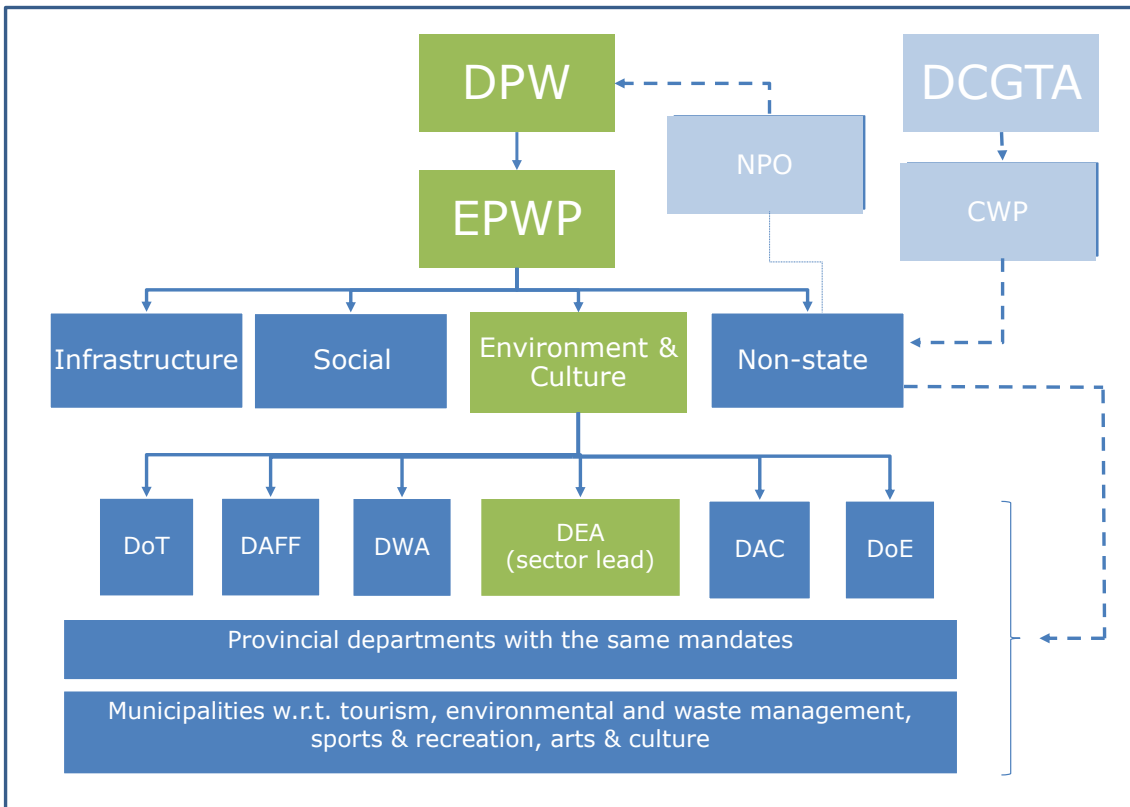 DPW
DCGTA
NPO
EPWP
CWP
Infrastructure
Social
Environment &
Culture
Non-state
DoT
DAFF
DWA
DEA
(sector lead)
DAC
DoE
Provincial departments with the same mandates
Municipalities w.r.t. tourism, environmental and waste management,
sports & recreation, arts & culture